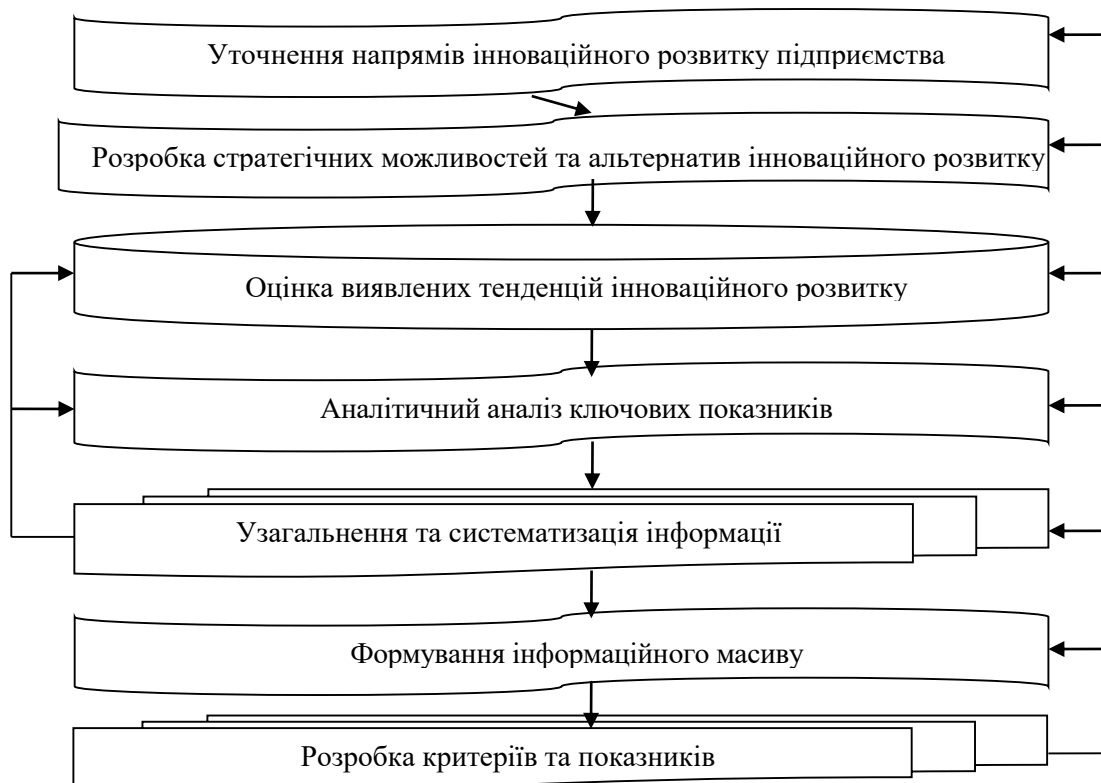 Уточнення напрямів інноваційного розвитку підприємства
Розробка стратегічних можливостей та альтернатив інноваційного розвитку
Оцінка виявлених тенденцій інноваційного розвитку
Аналітичний аналіз ключових показників
Узагальнення та систематизація інформації
Формування інформаційного масиву
Розробка критеріїв та показників